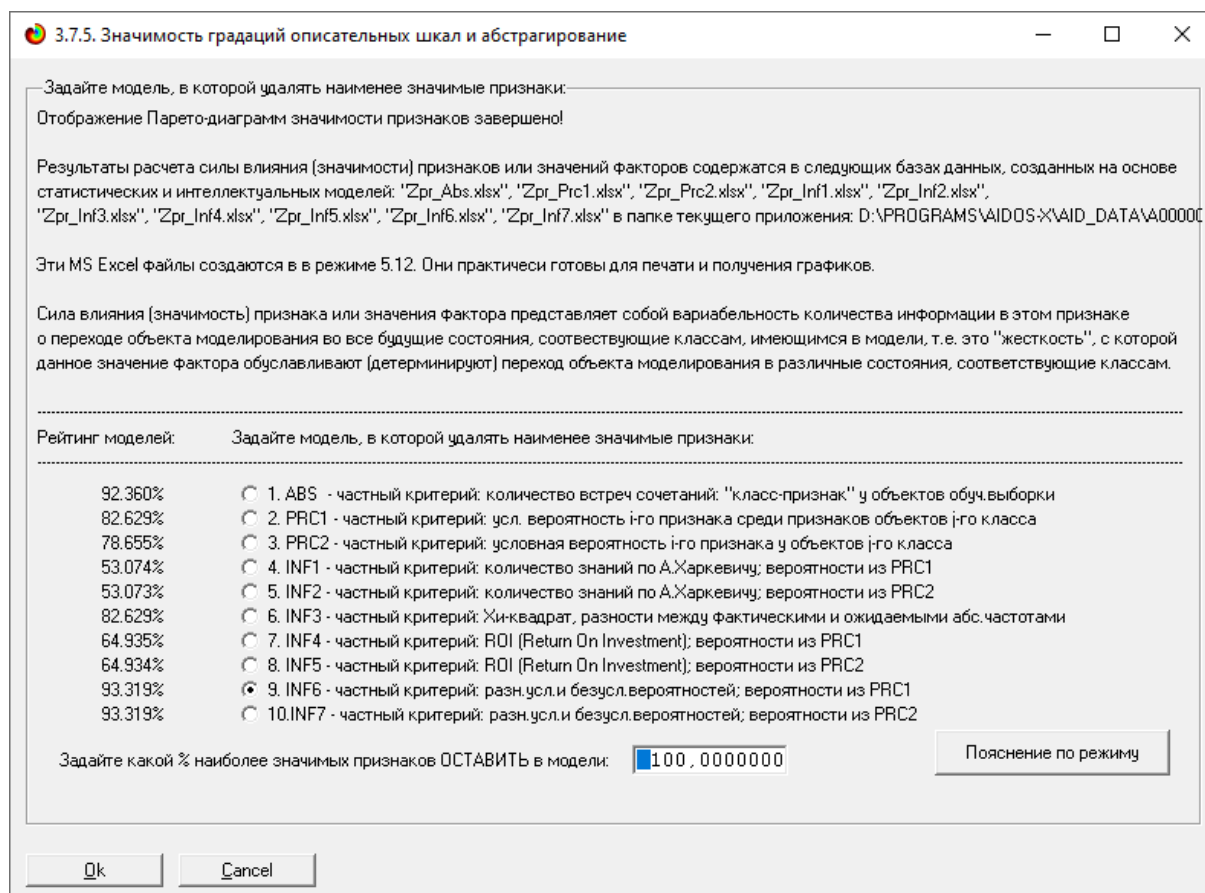 3.7.5. Значимость градаций описательных шкал и абстрагирование
Задайте модель, в которой удалять наименее значимые признаки:
Отображение Парето-диаграмм значимости признаков завершено!
Результаты расчета силы влияния (значимости) признаков или значений факторов содержатся в следующих базах данных, созданных на основе
статистических и интеллектуальных моделей: "Zpr_Abs.xlsx", "Zpr_Prc1.xlsx", "Zpr_Prc2.xlsx", "Zpr_Inf1.xlsx", "Zpr_Inf2.xlsx",
"Zpr_Inf3.xlsx", "Zpr_Inf4.xlsx", "Zpr_Inf5.xlsx", "Zpr_Inf6.xlsx", "Zpr_Inf7.xlsx" в папке текущего приложения: D:\PROGRAMS\AIDOS-X\AID_DATA\A00000
Эти MS Excel файлы создаются в в режиме 5.12. Они практичеси готовы для печати и получения графиков.
Сила влияния (значимость) признака или значения фактора представляет собой вариабельность количества информации в этом признаке
о переходе объекта моделирования во все будущие состояния, соотвествующие классам, имеющимся в модели, т.е. это "жесткость", с которой
данное значение фактора обуславливают (детерминируют) переход объекта моделирования в различные состояния, соответствующие классам.
Рейтинг моделей: Задайте модель, в которой удалять наименее значимые признаки:
92.360% 1. ABS - частный критерий: количество встреч сочетаний: "класс-признак" у объектов обуч.выборки
82.629% 2. PRC1 - частный критерий: усл. вероятность i-го признака среди признаков объектов j-го класса
78.655% 3. PRC2 - частный критерий: условная вероятность i-го признака у объектов j-го класса
53.074% 4. INF1 - частный критерий: количество знаний по А.Харкевичу; вероятности из PRC1
53.073% 5. INF2 - частный критерий: количество знаний по А.Харкевичу; вероятности из PRC2
82.629% 6. INF3 - частный критерий: Хи-квадрат, разности между фактическими и ожидаемыми абс.частотами
64.935% 7. INF4 - частный критерий: ROI (Return On Investment); вероятности из PRC1
64.934% 8. INF5 - частный критерий: ROI (Return On Investment); вероятности из PRC2
93.319% 9. INF6 - частный критерий: разн.усл.и безусл.вероятностей; вероятности из PRC1
93.319% 10.INF7 - частный критерий: разн.усл.и безусл.вероятностей; вероятности из PRC2
Задайте какой % наиболее значимых признаков ОСТАВИТЬ в модели: 100,0000000 Пояснение по режиму
Ok Cancel